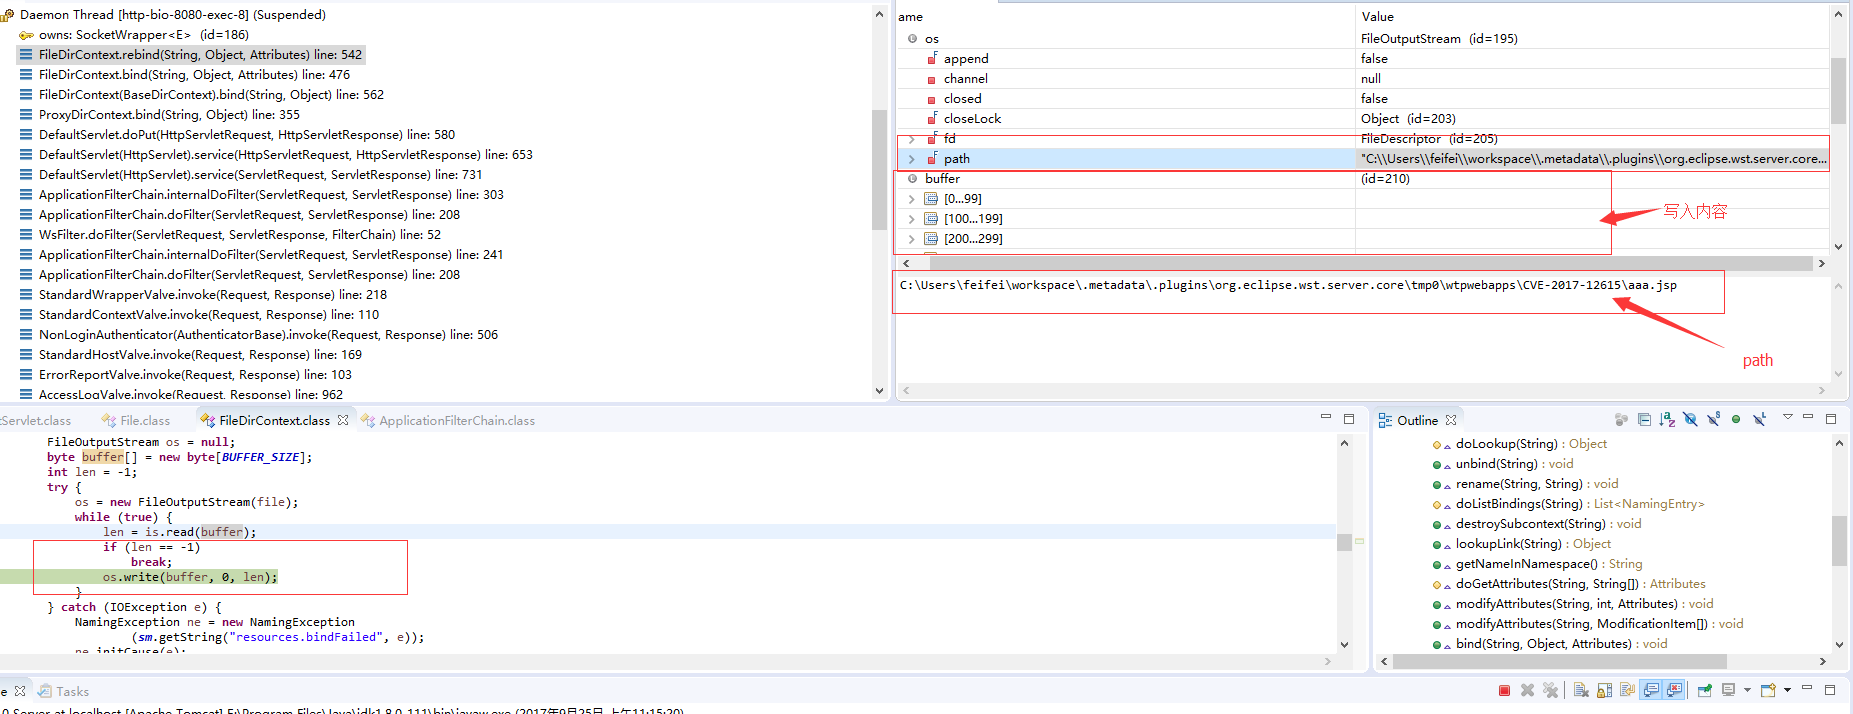 Daemon Thread [http-bio-8080-exec-8] (Suspended)
owns: SocketWrapper<E> (id=186)
FileDirContext.rebind(String, Object, Attributes) line: 542
FileDirContext.bind(String, Object, Attributes) line: 476
FileDirContext(BaseDirContext).bind(String, Object) line: 562
ProxyDirContext.bind(String, Object) line: 355
DefaultServlet.doPut(HttpServletRequest, HttpServletResponse) line: 580
DefaultServlet(HttpServlet).service(HttpServletRequest, HttpServletResponse) line: 653
DefaultServlet(HttpServlet).service(ServletRequest, ServletResponse) line: 731
ApplicationFilterChain.internalDoFilter(ServletRequest, ServletResponse) line: 303
ApplicationFilterChain.doFilter(ServletRequest, ServletResponse) line: 208
WsFilter.doFilter(ServletRequest, ServletResponse, FilterChain) line: 52
ApplicationFilterChain.internalDoFilter(ServletRequest, ServletResponse) line: 241
ApplicationFilterChain.doFilter(ServletRequest, ServletResponse) line: 208
StandardWrapperValve.invoke(Request, Response) line: 218
StandardContextValve.invoke(Request, Response) line: 110
NonLoginAuthenticator(AuthenticatorBase).invoke(Request, Response) line: 506
StandardHostValve.invoke(Request, Response) line: 169
ErrorReportValve.invoke(Request, Response) line: 103
AccessLogValve.invoke(Request, Response) line: 962
ame Value
os FileOutputStream (id=195)
append false
channel null
closed false
closeLock Object (id=203)
fd FileDescriptor (id=205)
path "C:\\Users\\feifei\\workspace\\.metadata\\.plugins\\org.eclipse.wst.server.core...
buffer (id=210)
[0...99]
[100...199]
[200...299]
写入内容
C:\Users\feifei\workspace\.metadata\.plugins\org.eclipse.wst.server.core\tmp0\wtpwebapps\CVE-2017-12615\aaa.jsp
path
cServlet.class File.class FileDirContext.class ApplicationFilterChain.class
FileOutputStream os = null;
byte buffer[] = new byte[BUFFER_SIZE];
int len = -1;
try {
os = new FileOutputStream(file);
while (true) {
len = is.read(buffer);
if (len == -1)
break;
os.write(buffer, 0, len);
}
} catch (IOException e) {
NamingException ne = new NamingException
(sm.getString("resources.bindFailed", e));
ne.initCause(e);
Outline
doLookup(String) : Object
unbind(String) : void
rename(String, String) : void
doListBindings(String) : List<NamingEntry>
destroySubcontext(String) : void
lookupLink(String) : Object
getNameInNamespace() : String
doGetAttributes(String, String[]) : Attributes
modifyAttributes(String, int, Attributes) : void
modifyAttributes(String, ModificationItem[]) : void
bind(String, Object, Attributes) : void
e Tasks
0 Server at localhost [Apache Tomcat] E:\Program Files\Java\jdk1.8.0_111\bin\javaw.exe (2017年9月25日 上午11:15:20)